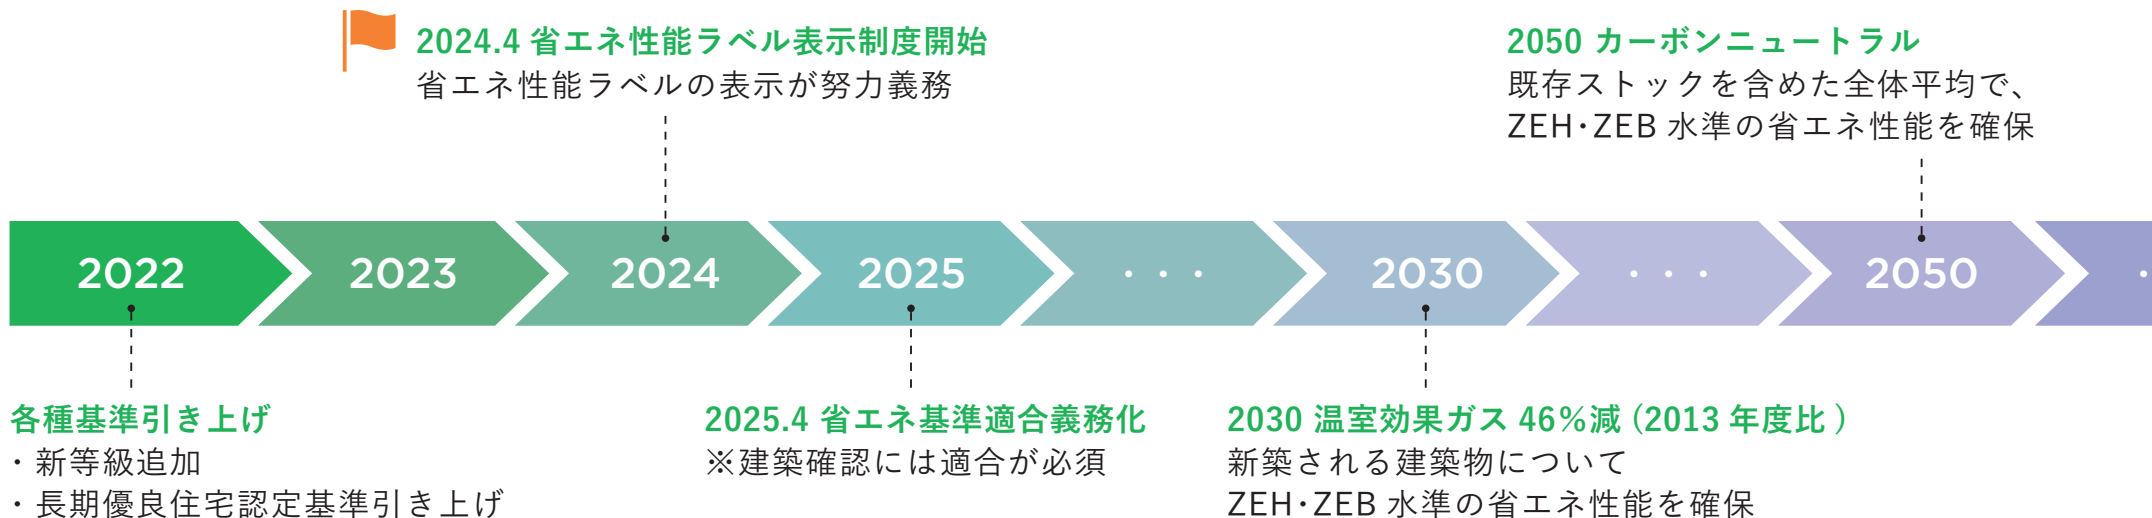 2024.4 省エネ性能ラベル表示制度開始
省エネ性能ラベルの表示が努力義務
2050 カーボンニュートラル
既存ストックを含めた全体平均で、
ZEH・ZEB 水準の省エネ性能を確保
2022
2023
2024
2025
・・・
2030
・・・
2050
・
各種基準引き上げ
・新等級追加
・長期優良住宅認定基準引き上げ
2025.4 省エネ基準適合義務化
※建築確認には適合が必須
2030 温室効果ガス 46%減 (2013 年度比 )
新築される建築物について
ZEH・ZEB 水準の省エネ性能を確保